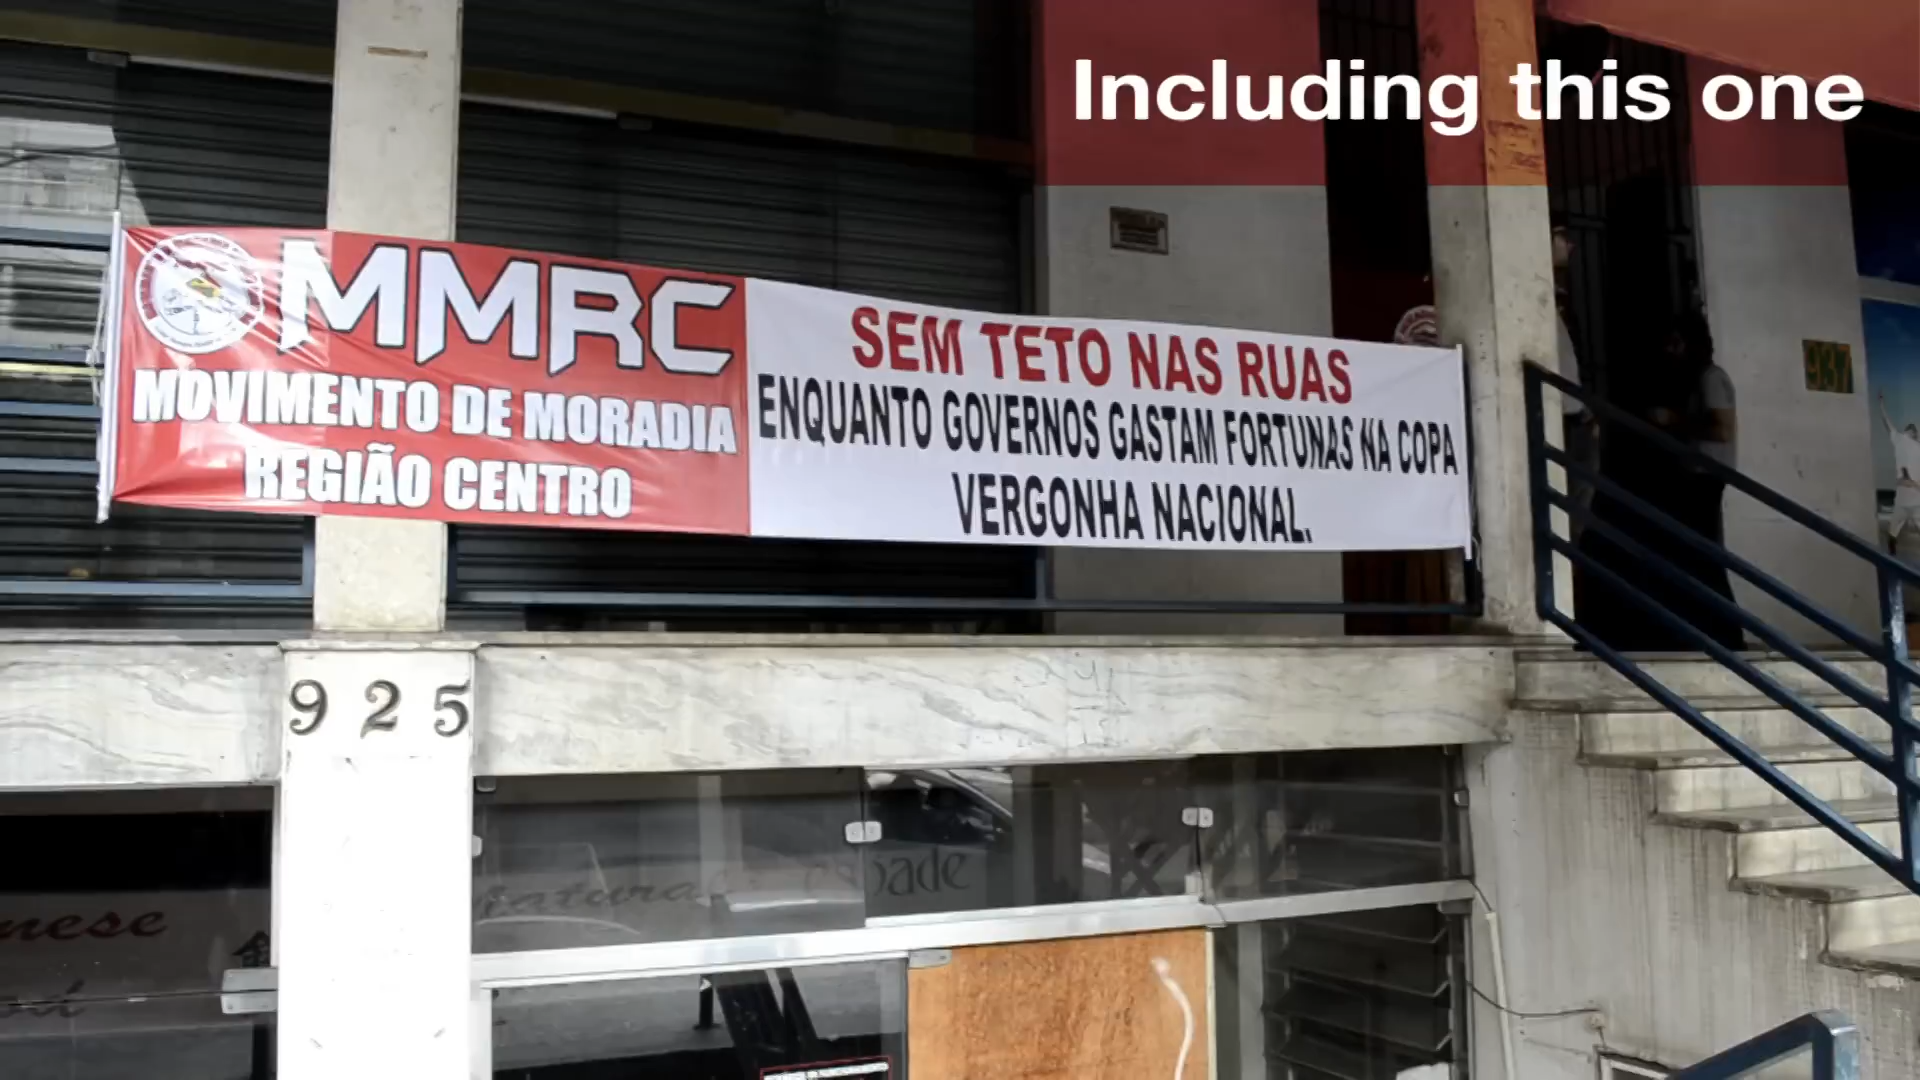 Including this one
MMRC
MOVIMENTO DE MORADIA
REGIÃO CENTRO
SEM TETO NAS RUAS
ENQUANTO GOVERNOS GASTAM FORTUNAS NA COPA
VERGONHA NACIONAL.
937
925